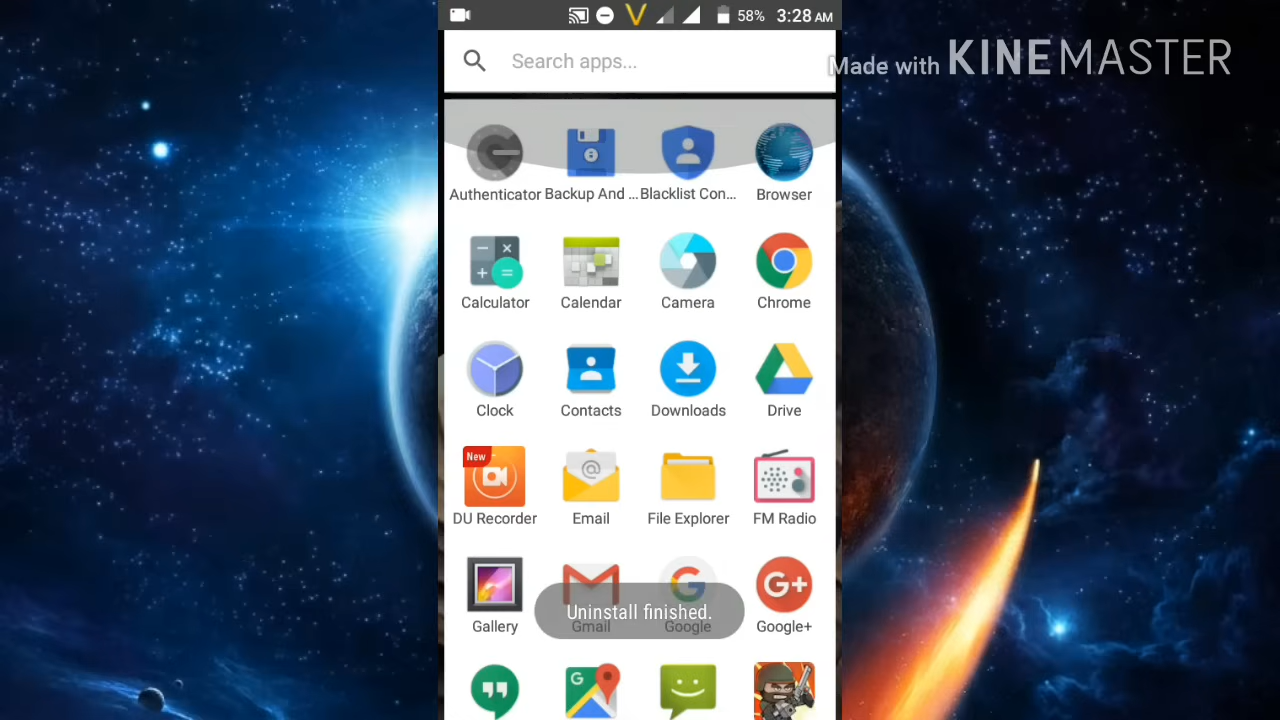 58% 3:28 AM
Search apps...
Made with KINEMASTER
Authenticator Backup And ... Blacklist Con... Browser
Calculator Calendar Camera Chrome
Clock Contacts Downloads Drive
New
DU Recorder Email File Explorer FM Radio
Uninstall finished.
Gallery Gmail Google Google+